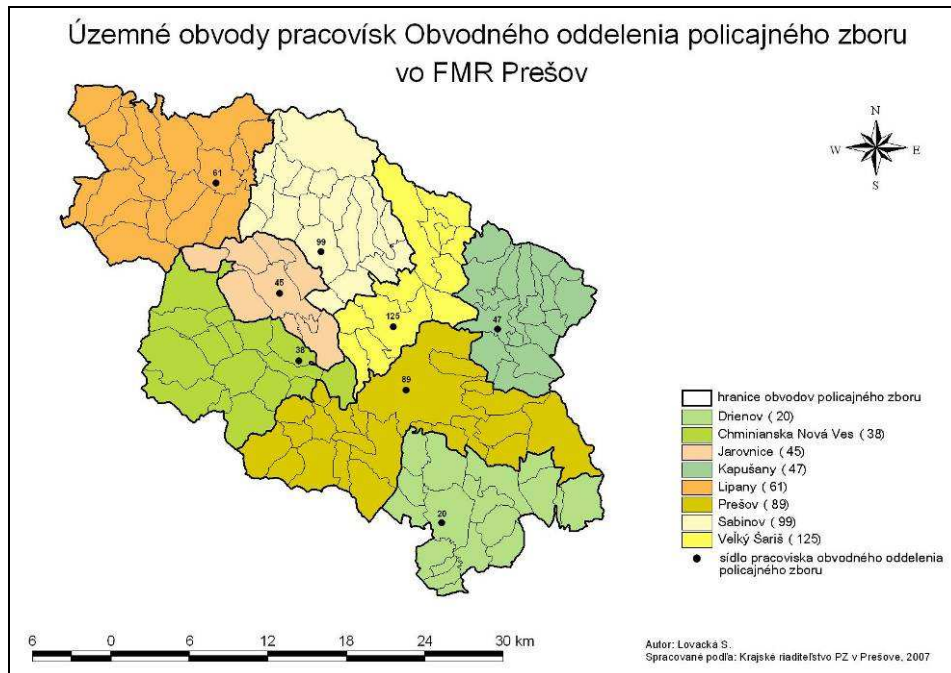 Územné obvody pracovísk Obvodného oddelenia policajného zboru
vo FMR Prešov
N
W E
S
61
99
45
125
47
38
89
20
hranice obvodov policajného zboru
Drienov ( 20)
Chminianska Nová Ves ( 38)
Jarovnice ( 45)
Kapušany ( 47)
Lipany ( 61)
Prešov ( 89)
Sabinov ( 99)
Veľký Šariš ( 125)
sídlo pracoviska obvodného oddelenia
policajného zboru
6 0 6 12 18 24 30 km
Autor: Lovacká S.
Spracované podľa: Krajské riaditeľstvo PZ v Prešove, 2007